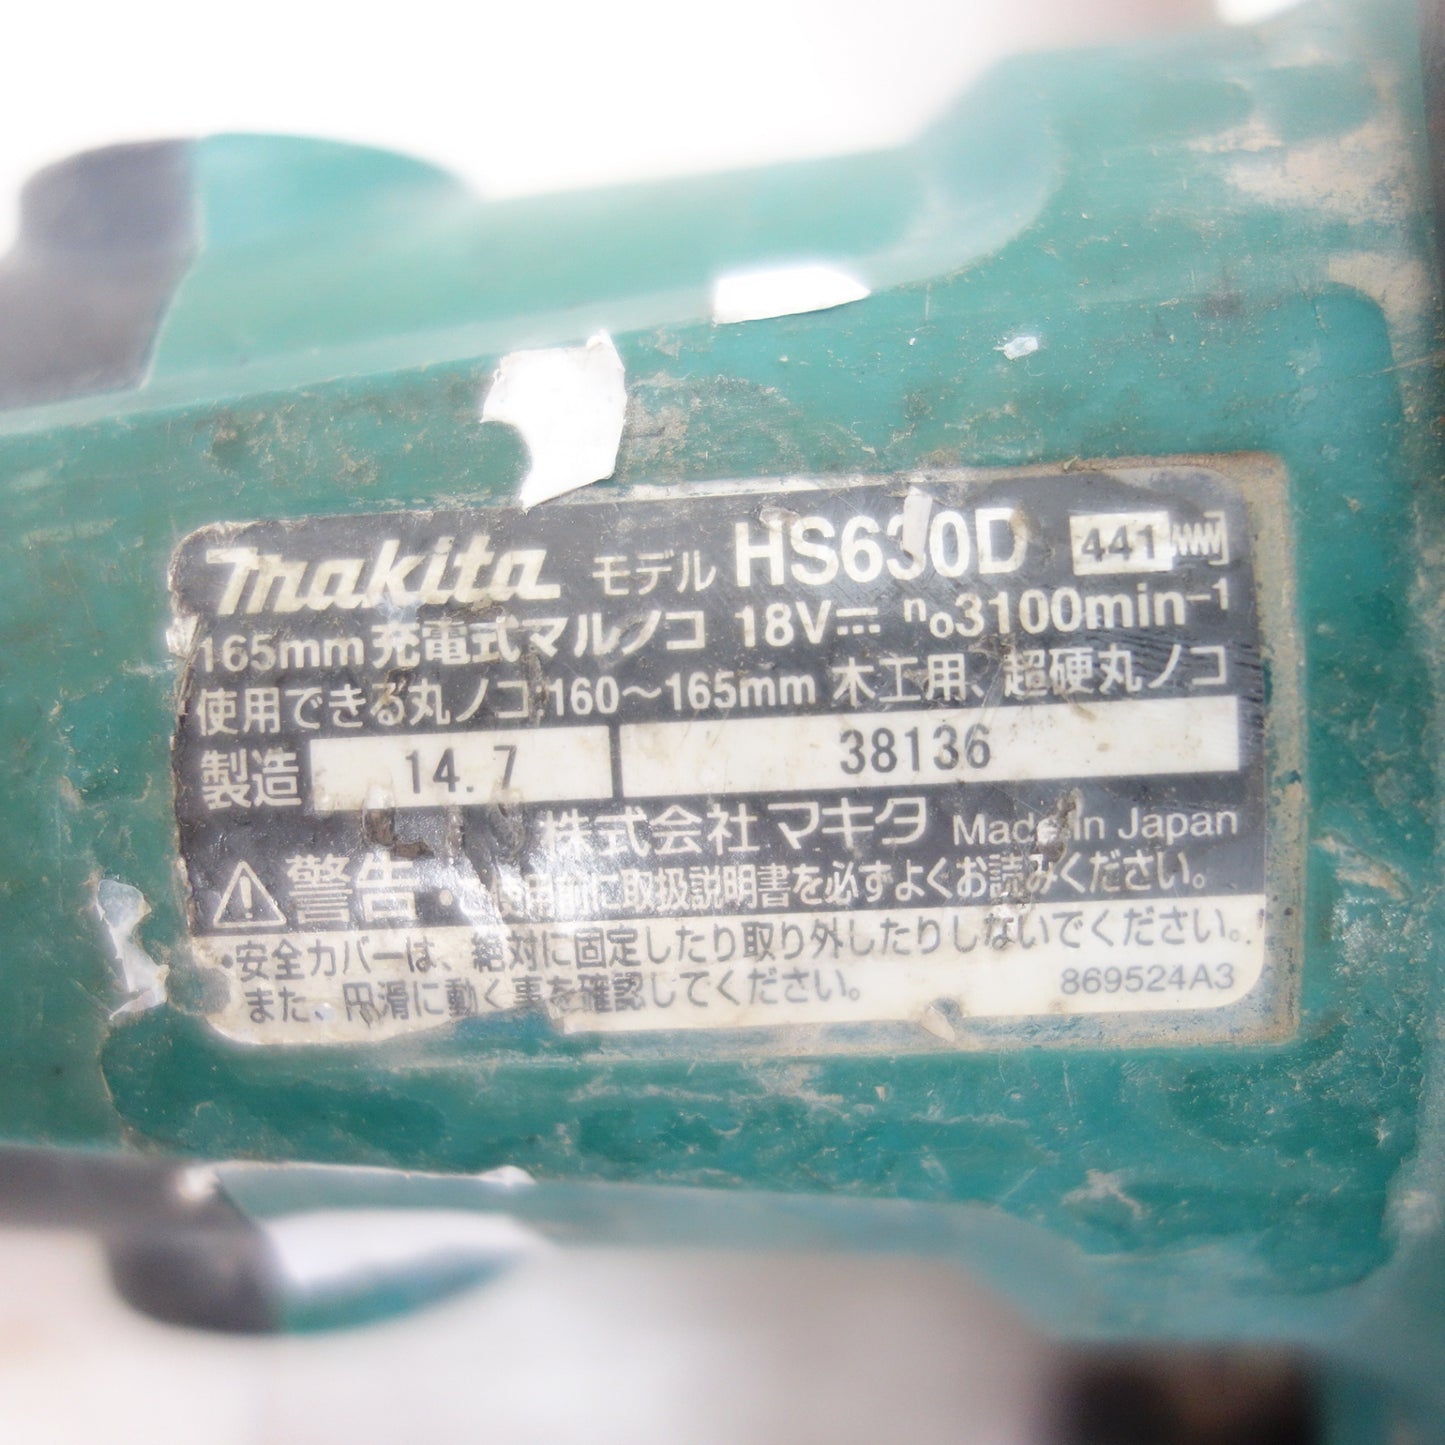 makita モデル HS630D 441
165mm 充電式マルノコ 18V⎓ n₀3100min⁻¹
使用できる丸ノコ 160～165mm 木工用、超硬丸ノコ
製造 14.7 38136
株式会社マキタ Made in Japan
⚠警告・ご使用前に取扱説明書を必ずよくお読みください。
・安全カバーは、絶対に固定したり取り外したりしないでください。
また、円滑に動く事を確認してください。 869524A3